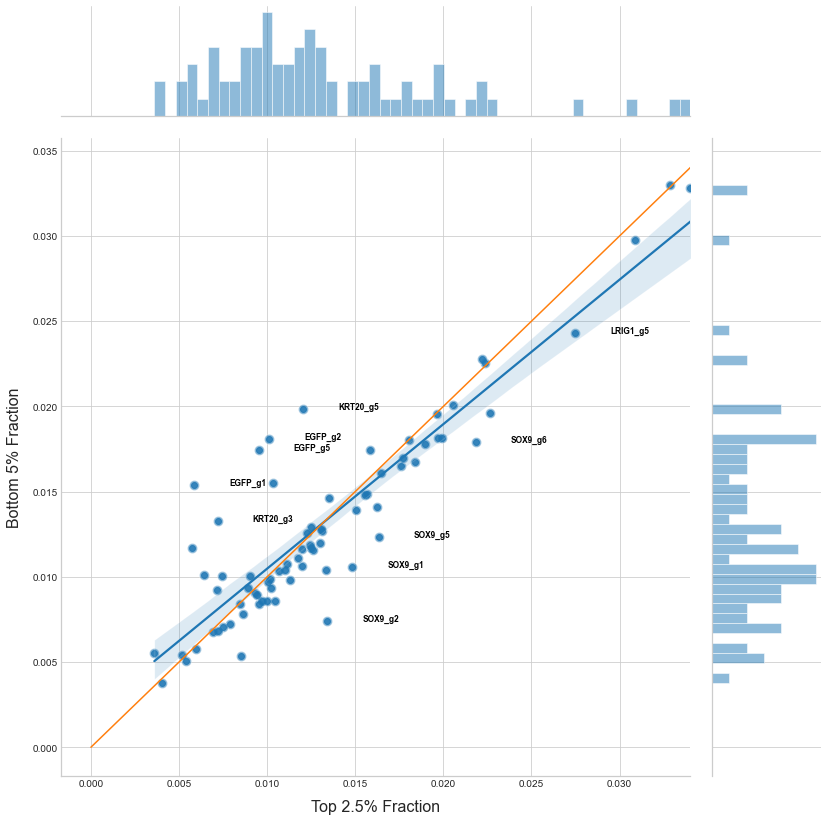 0.035
0.030
0.025
0.020
0.015
0.010
0.005
0.000
Bottom 5% Fraction
LRIG1_g5
KRT20_g5
EGFP_g2
SOX9_g6
EGFP_g5
EGFP_g1
KRT20_g3
SOX9_g5
SOX9_g1
SOX9_g2
0.000 0.005 0.010 0.015 0.020 0.025 0.030
Top 2.5% Fraction